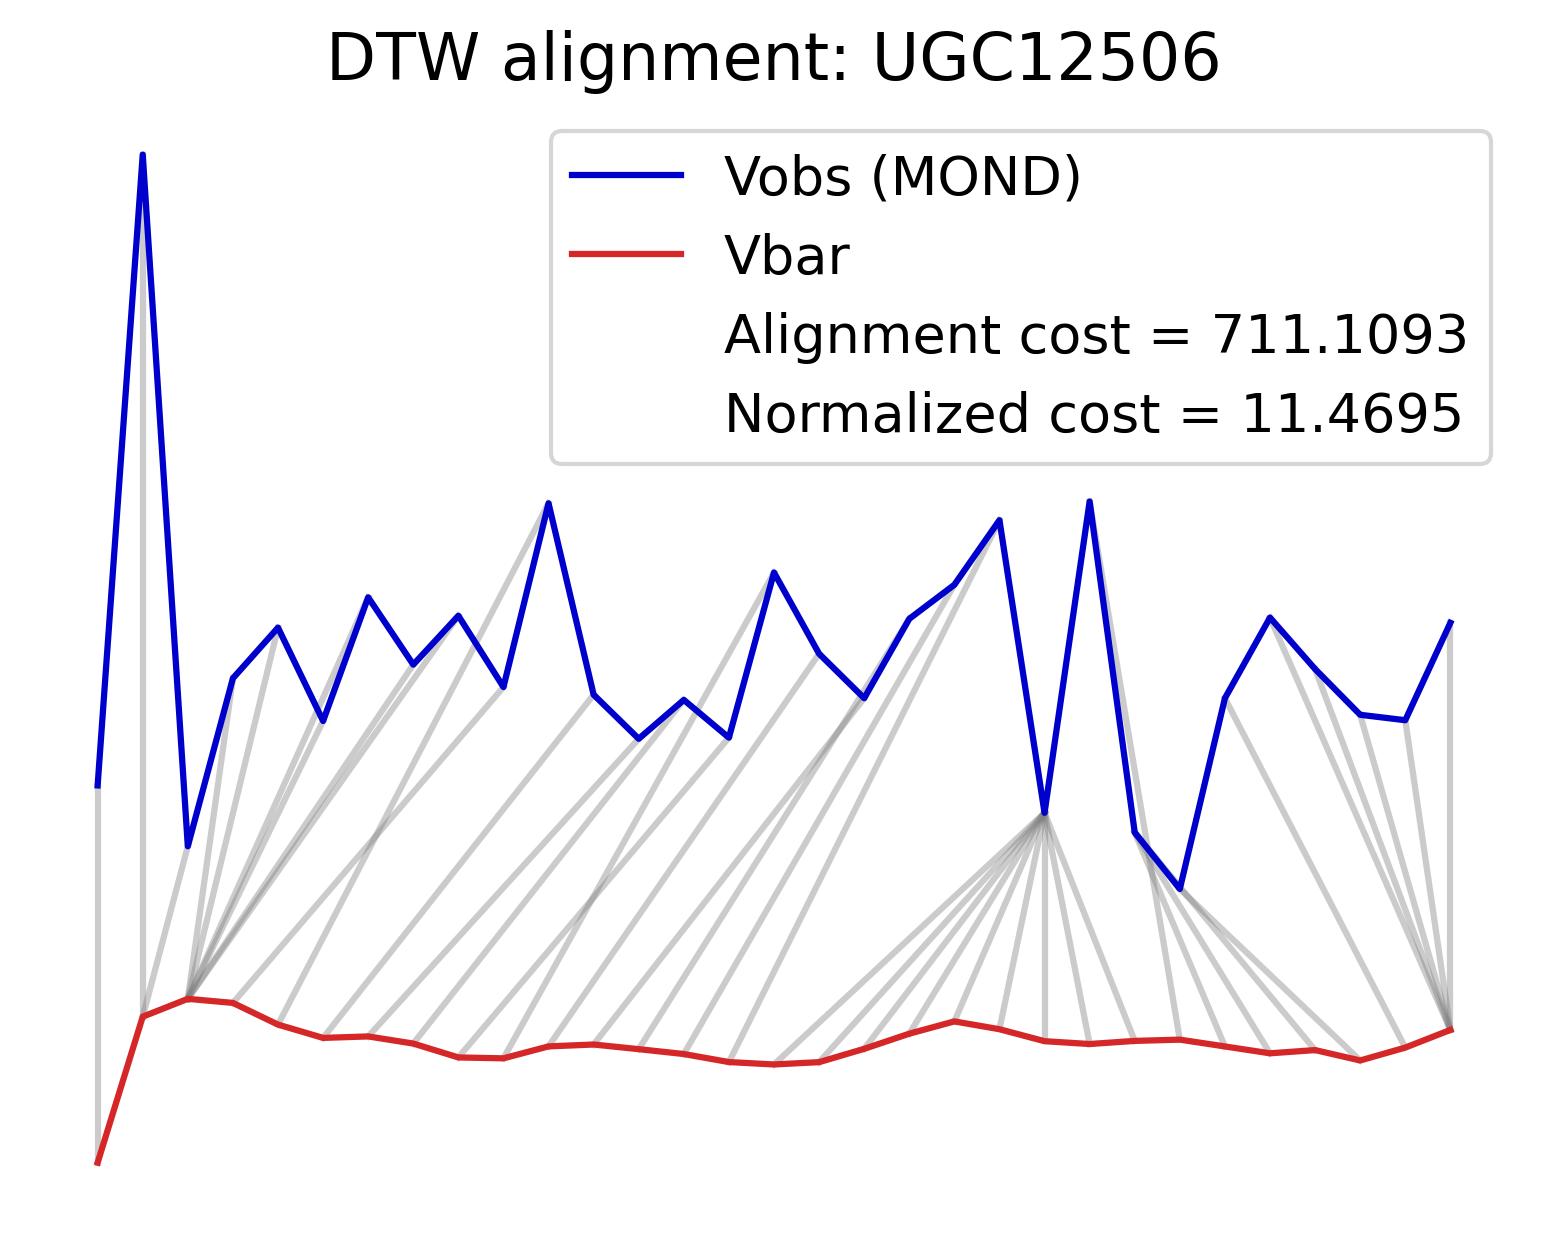 DTW alignment: UGC12506
Vobs (MOND)
Vbar
Alignment cost = 711.1093
Normalized cost = 11.4695